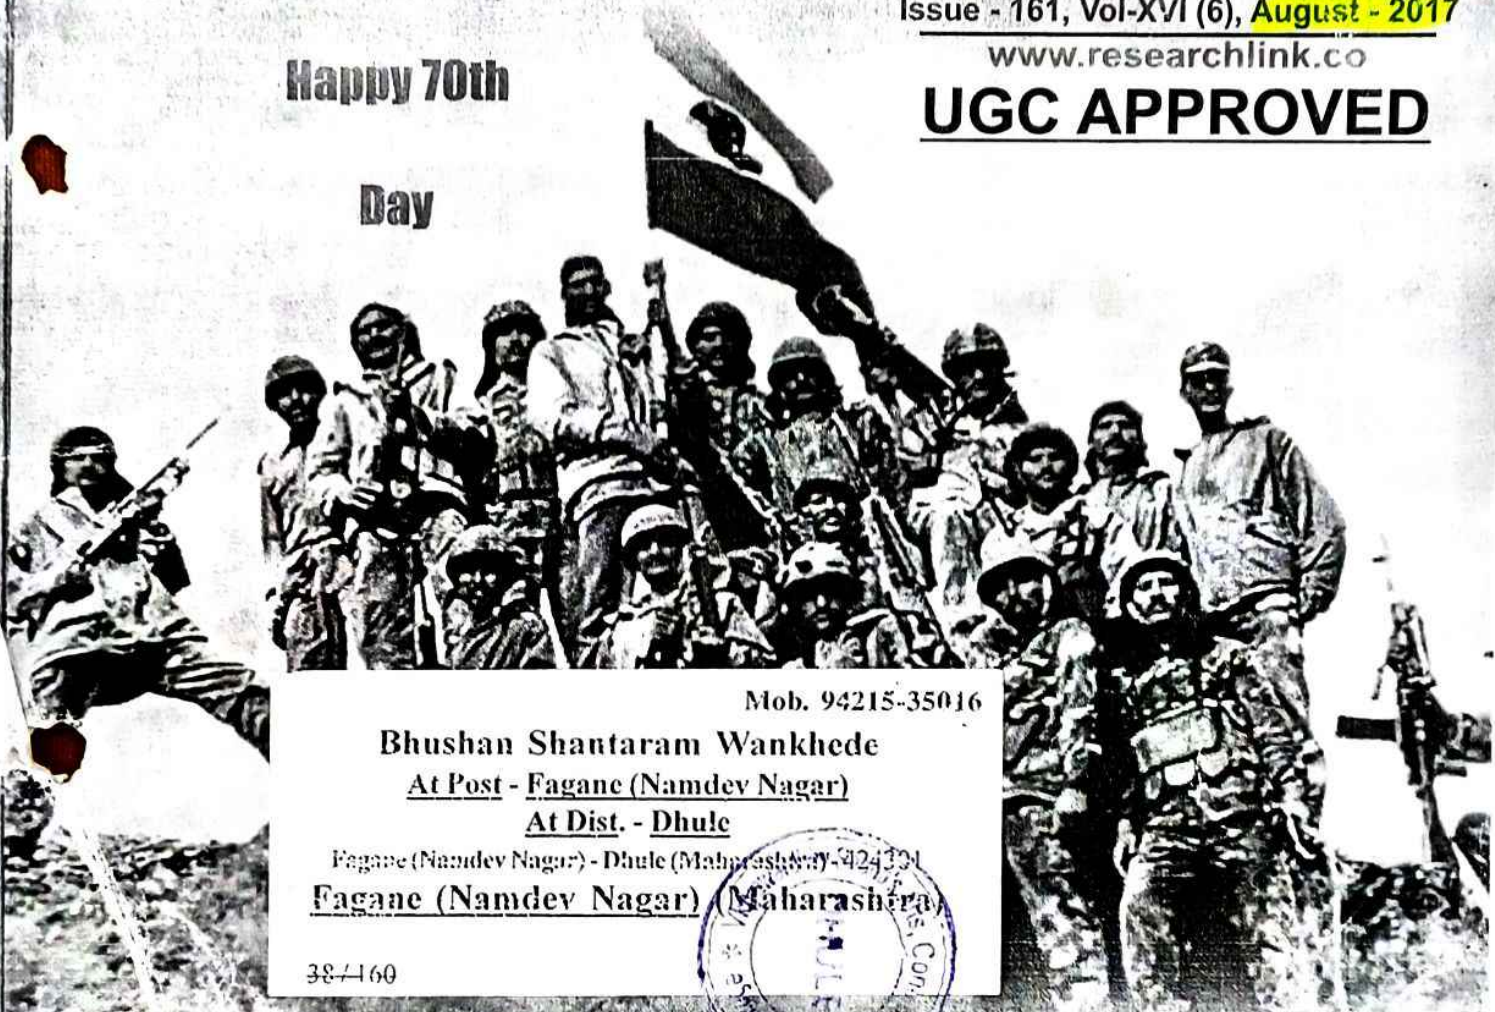 Issue - 161, Vol-XVI (6), August - 2017
www.researchlink.co
UGC APPROVED
Happy 70th
Day
Mob. 94215-35016
Bhushan Shantaram Wankhede
At Post - Fagane (Namdev Nagar)
At Dist. - Dhule
Fagane (Namdev Nagar) - Dhule (Maharashtra) - 424301
Fagane (Namdev Nagar) (Maharashtra)
38/160